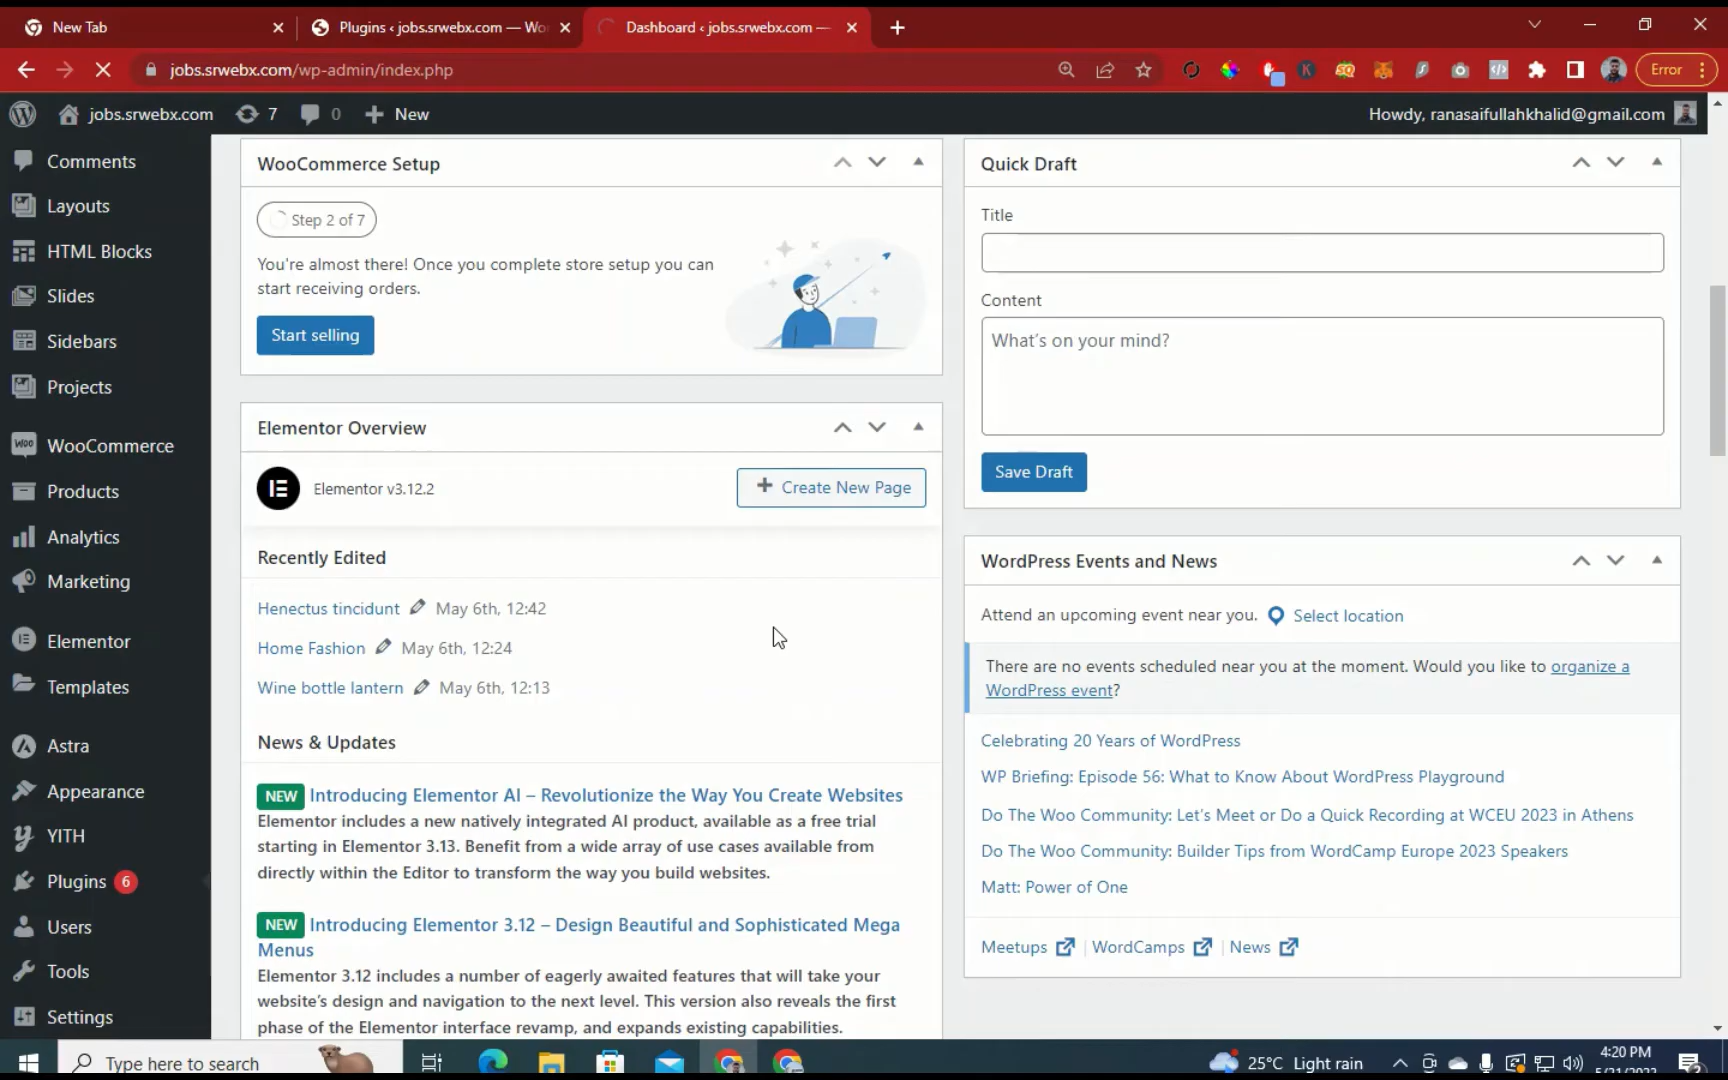 New Tab
Plugins ‹ jobs.srwebx.com — Wo
Dashboard ‹ jobs.srwebx.com —
jobs.srwebx.com/wp-admin/index.php
Error
jobs.srwebx.com
7
0
New
Howdy, ranasaifullahkhalid@gmail.com
Comments
Layouts
HTML Blocks
Slides
Sidebars
Projects
WooCommerce
Products
Analytics
Marketing
Elementor
Templates
Astra
Appearance
YITH
Plugins 6
Users
Tools
Settings
WooCommerce Setup
Step 2 of 7
You're almost there! Once you complete store setup you can
start receiving orders.
Start selling
Elementor Overview
Elementor v3.12.2
Create New Page
Recently Edited
Henectus tincidunt May 6th, 12:42
Home Fashion May 6th, 12:24
Wine bottle lantern May 6th, 12:13
News & Updates
NEW Introducing Elementor AI – Revolutionize the Way You Create Websites
Elementor includes a new natively integrated AI product, available as a free trial
starting in Elementor 3.13. Benefit from a wide array of use cases available from
directly within the Editor to transform the way you build websites.
NEW Introducing Elementor 3.12 – Design Beautiful and Sophisticated Mega
Menus
Elementor 3.12 includes a number of eagerly awaited features that will take your
website's design and navigation to the next level. This version also reveals the first
phase of the Elementor interface revamp, and expands existing capabilities.
Quick Draft
Title
Content
What's on your mind?
Save Draft
WordPress Events and News
Attend an upcoming event near you. Select location
There are no events scheduled near you at the moment. Would you like to organize a
WordPress event?
Celebrating 20 Years of WordPress
WP Briefing: Episode 56: What to Know About WordPress Playground
Do The Woo Community: Let's Meet or Do a Quick Recording at WCEU 2023 in Athens
Do The Woo Community: Builder Tips from WordCamp Europe 2023 Speakers
Matt: Power of One
Meetups | WordCamps | News
Type here to search
25°C Light rain
4:20 PM